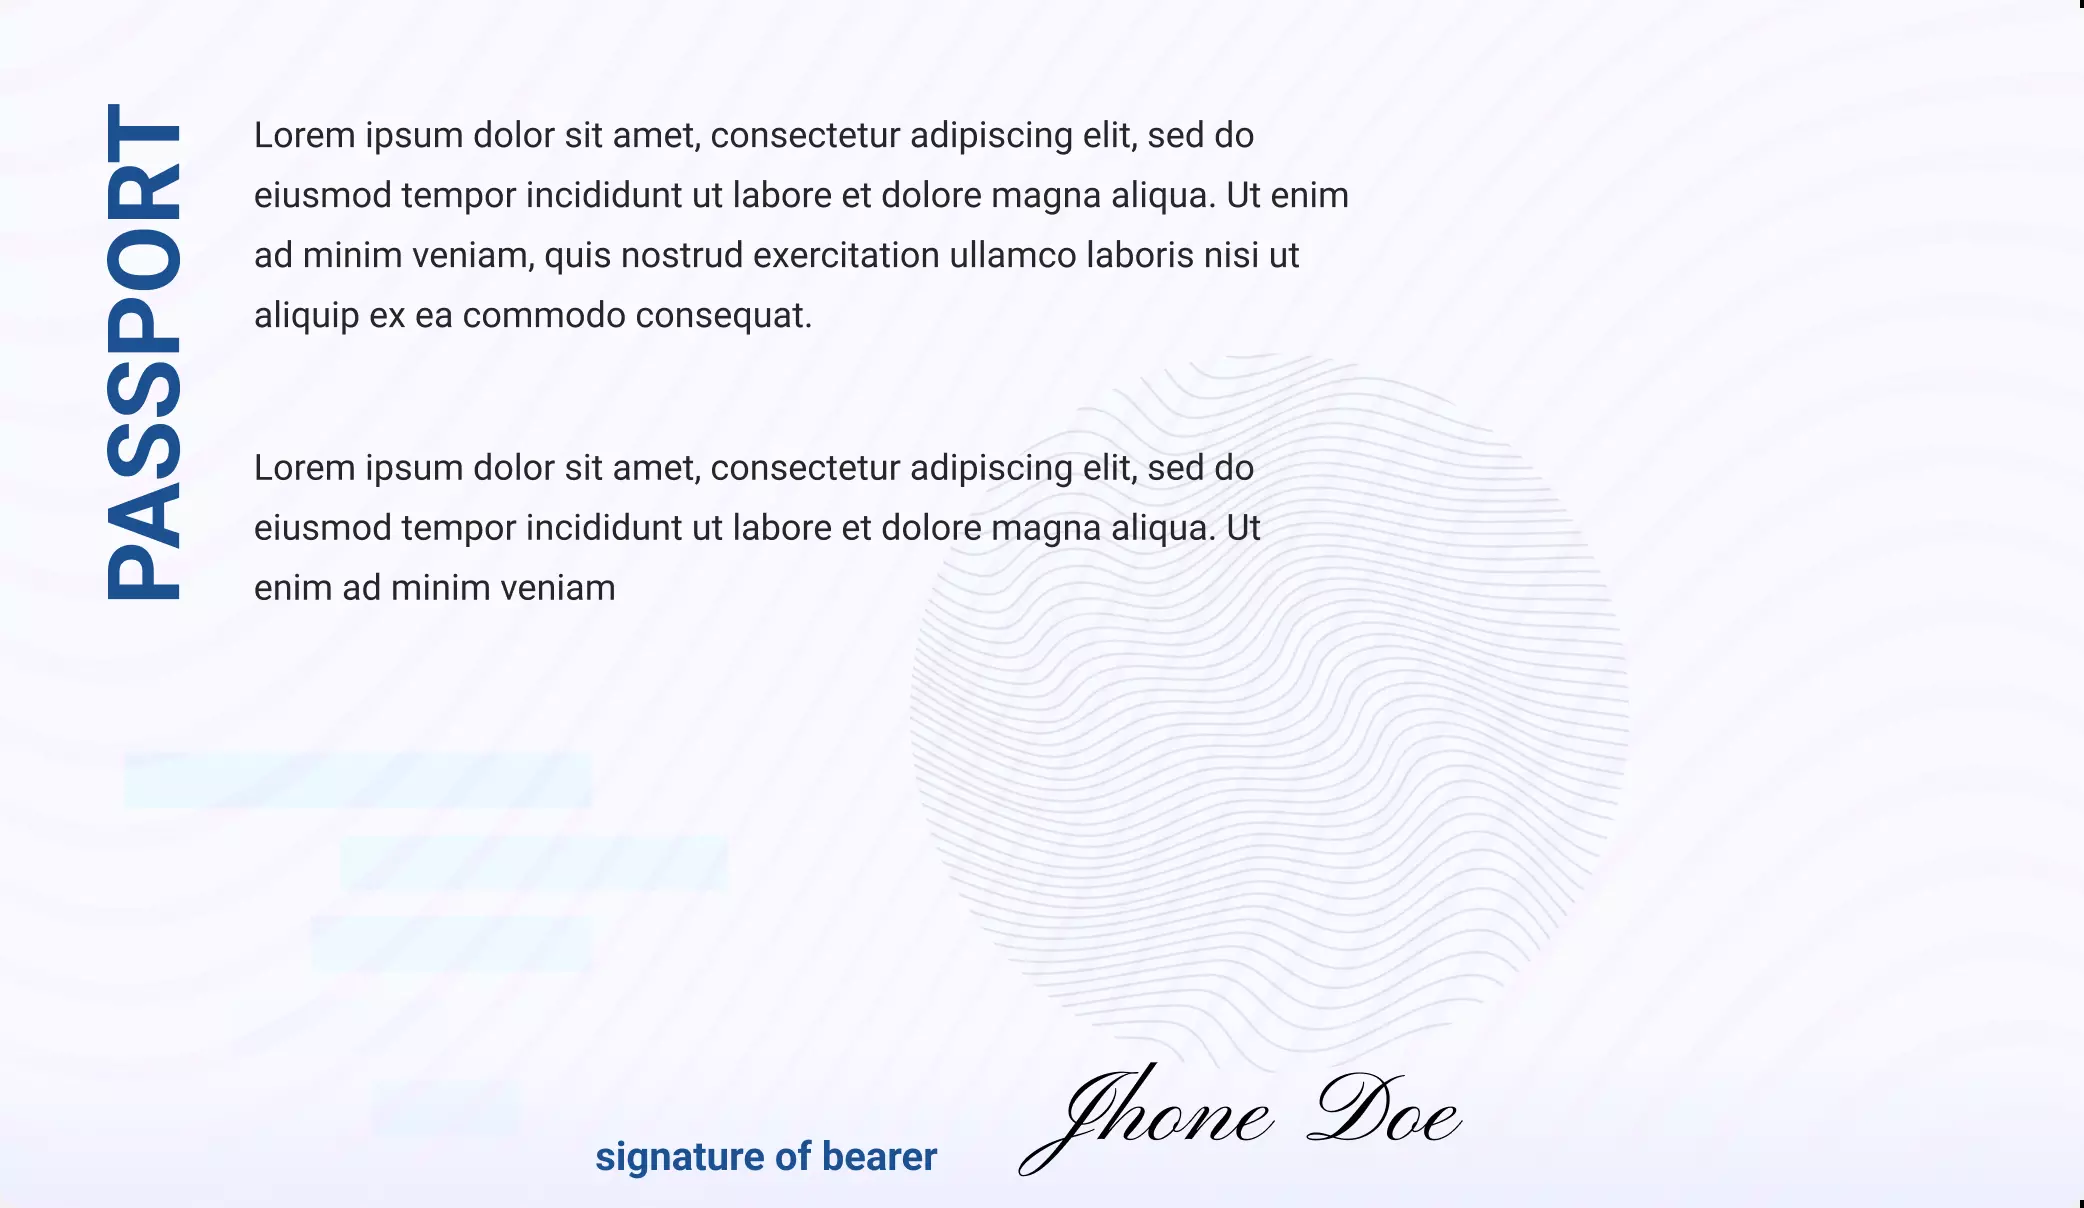 PASSPORT
Lorem ipsum dolor sit amet, consectetur adipiscing elit, sed do
eiusmod tempor incididunt ut labore et dolore magna aliqua. Ut enim
ad minim veniam, quis nostrud exercitation ullamco laboris nisi ut
aliquip ex ea commodo consequat.
Lorem ipsum dolor sit amet, consectetur adipiscing elit, sed do
eiusmod tempor incididunt ut labore et dolore magna aliqua. Ut
enim ad minim veniam
signature of bearer
Jhone Doe